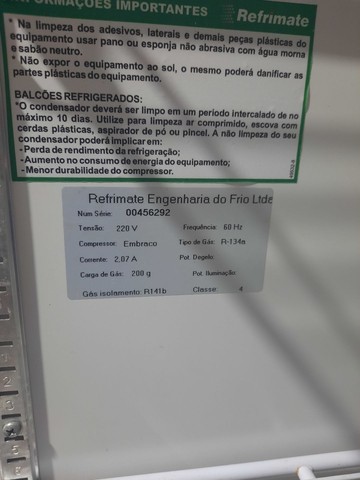 INFORMAÇÕES IMPORTANTES Refrimate
* Na limpeza dos adesivos, laterais e demais peças plásticas do
equipamento usar pano ou esponja não abrasiva com água morna
e sabão neutro.
* Não expor o equipamento ao sol, o mesmo poderá danificar as
partes plásticas do equipamento.
BALCÕES REFRIGERADOS:
*O condensador deverá ser limpo em um período intercalado de no
máximo 10 dias. Utilize para limpeza ar comprimido, escova com
cerdas plásticas, aspirador de pó ou pincel. A não limpeza do seu
condensador poderá implicar em:
- Perda de rendimento da refrigeração;
-Aumento no consumo de energia do equipamento;
- Menor durabilidade do compressor.
Refrimate Engenharia do Frio Ltda
Num Série: 00456292
Tensão: 220 V Frequência: 60 Hz
Compressor: Embraco Tipo de Gás: R-134a
Corrente: 2,07 A Pot. Degelo:
Carga de Gás: 200 g Pot. Iluminação:
Gás isolamento: R141b Classe: 4
1
2
3